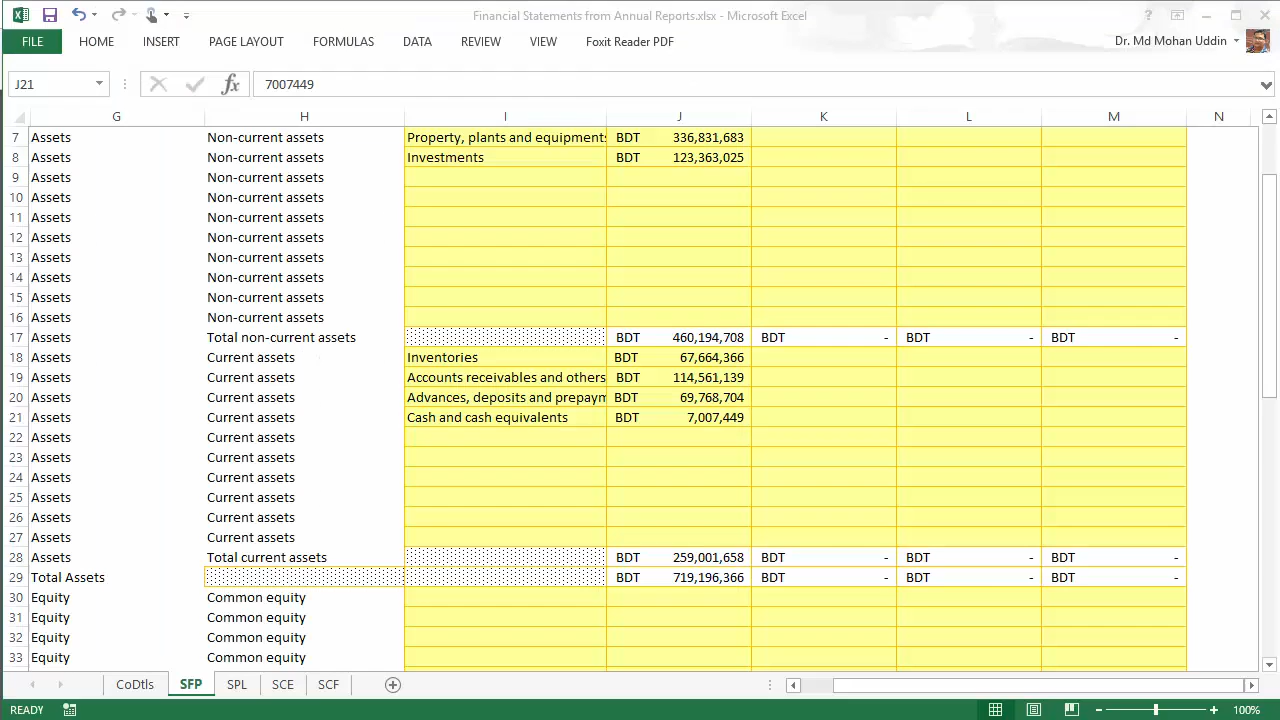 Financial Statements from Annual Reports.xlsx - Microsoft Excel
FILE HOME INSERT PAGE LAYOUT FORMULAS DATA REVIEW VIEW Foxit Reader PDF Dr. Md Mohan Uddin
J21 fx 7007449
G H I J K L M N
7 Assets Non-current assets Property, plants and equipments BDT 336,831,683
8 Assets Non-current assets Investments BDT 123,363,025
9 Assets Non-current assets
10 Assets Non-current assets
11 Assets Non-current assets
12 Assets Non-current assets
13 Assets Non-current assets
14 Assets Non-current assets
15 Assets Non-current assets
16 Assets Non-current assets
17 Assets Total non-current assets BDT 460,194,708 BDT - BDT - BDT -
18 Assets Current assets Inventories BDT 67,664,366
19 Assets Current assets Accounts receivables and others BDT 114,561,139
20 Assets Current assets Advances, deposits and prepaym BDT 69,768,704
21 Assets Current assets Cash and cash equivalents BDT 7,007,449
22 Assets Current assets
23 Assets Current assets
24 Assets Current assets
25 Assets Current assets
26 Assets Current assets
27 Assets Current assets
28 Assets Total current assets BDT 259,001,658 BDT - BDT - BDT -
29 Total Assets BDT 719,196,366 BDT - BDT - BDT -
30 Equity Common equity
31 Equity Common equity
32 Equity Common equity
33 Equity Common equity
CoDtls SFP SPL SCE SCF
READY 100%